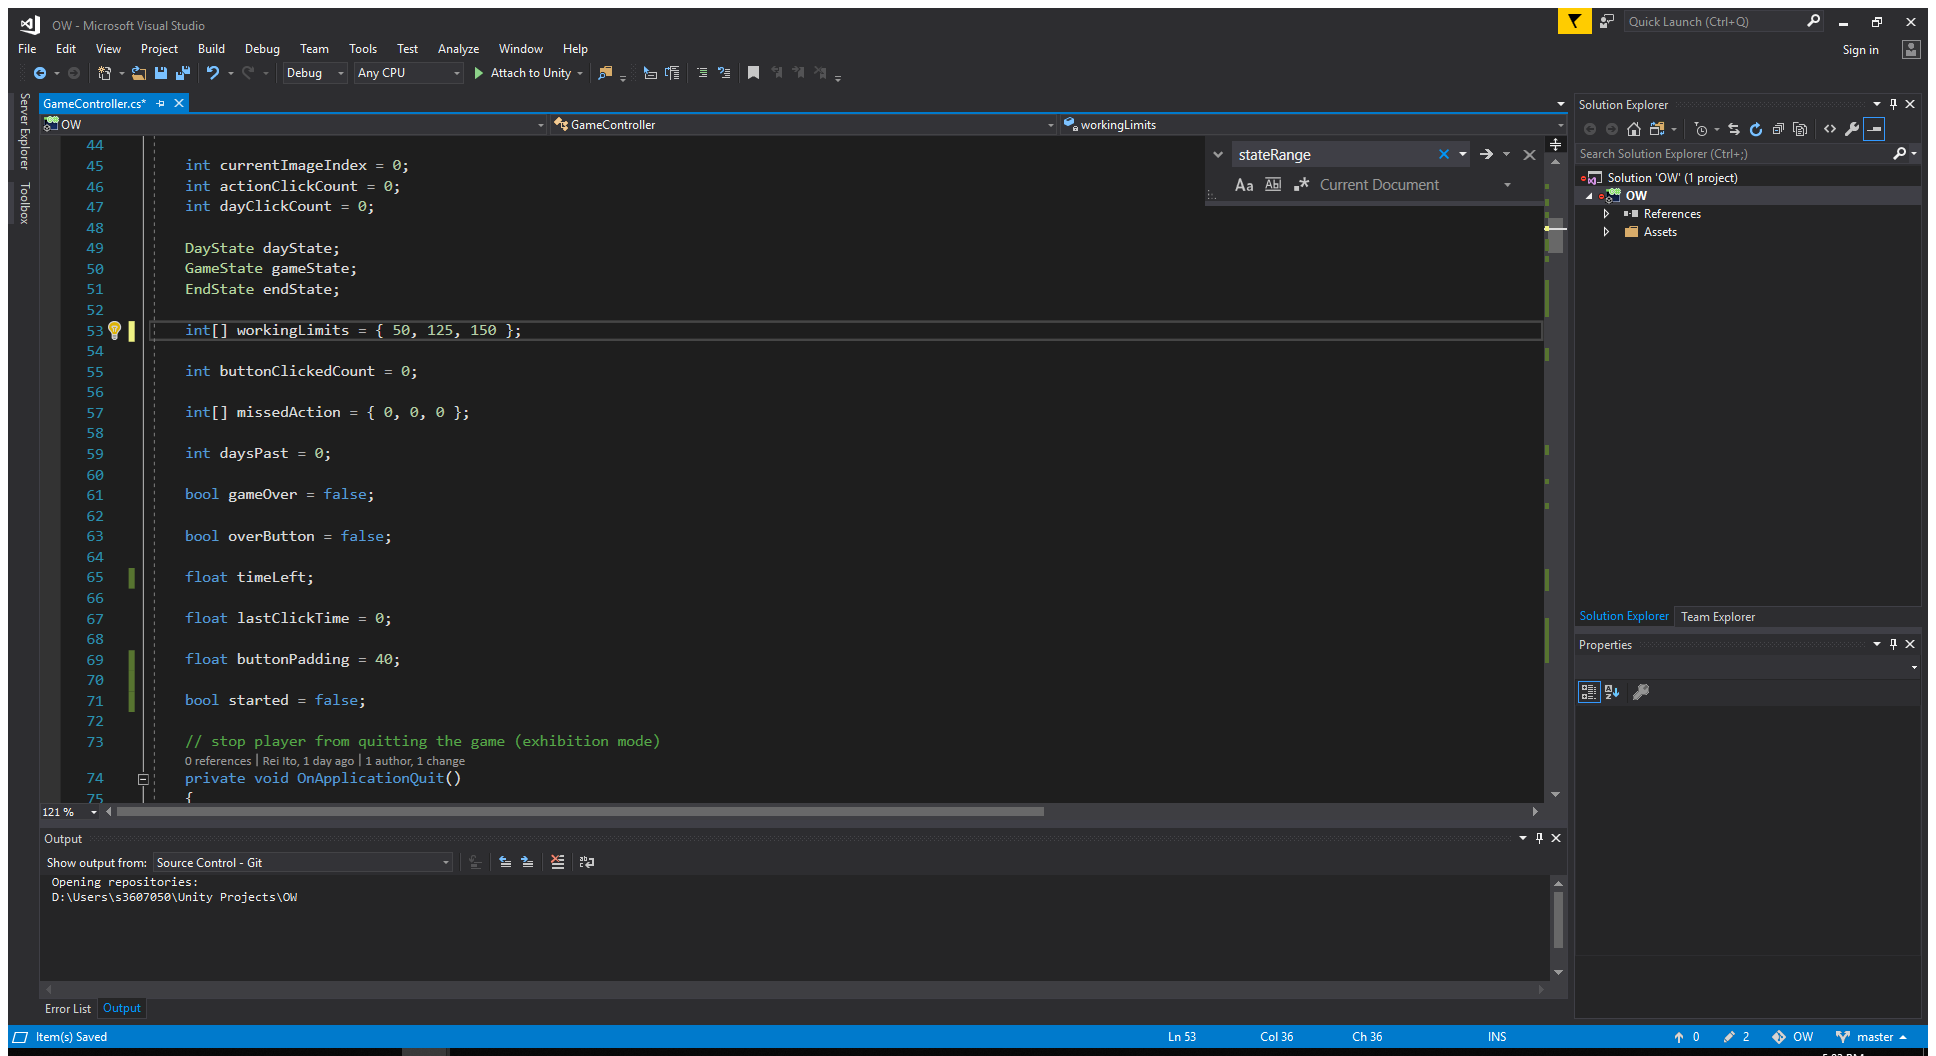 OW - Microsoft Visual Studio
Quick Launch (Ctrl+Q)
File Edit View Project Build Debug Team Tools Test Analyze Window Help
Sign in
Debug Any CPU Attach to Unity
Server Explorer
Toolbox
GameController.cs*
OW GameController workingLimits
stateRange
Aa Abl .* Current Document
44
45 int currentImageIndex = 0;
46 int actionClickCount = 0;
47 int dayClickCount = 0;
48
49 DayState dayState;
50 GameState gameState;
51 EndState endState;
52
53 int[] workingLimits = { 50, 125, 150 };
54
55 int buttonClickedCount = 0;
56
57 int[] missedAction = { 0, 0, 0 };
58
59 int daysPast = 0;
60
61 bool gameOver = false;
62
63 bool overButton = false;
64
65 float timeLeft;
66
67 float lastClickTime = 0;
68
69 float buttonPadding = 40;
70
71 bool started = false;
72
73 // stop player from quitting the game (exhibition mode)
0 references | Rei Ito, 1 day ago | 1 author, 1 change
74 private void OnApplicationQuit()
75 {
121 %
Output
Show output from: Source Control - Git
Opening repositories:
D:\Users\s3607050\Unity Projects\OW
Error List Output
Solution Explorer
Search Solution Explorer (Ctrl+;)
Solution 'OW' (1 project)
OW
References
Assets
Solution Explorer Team Explorer
Properties
Item(s) Saved Ln 53 Col 36 Ch 36 INS 0 2 OW master